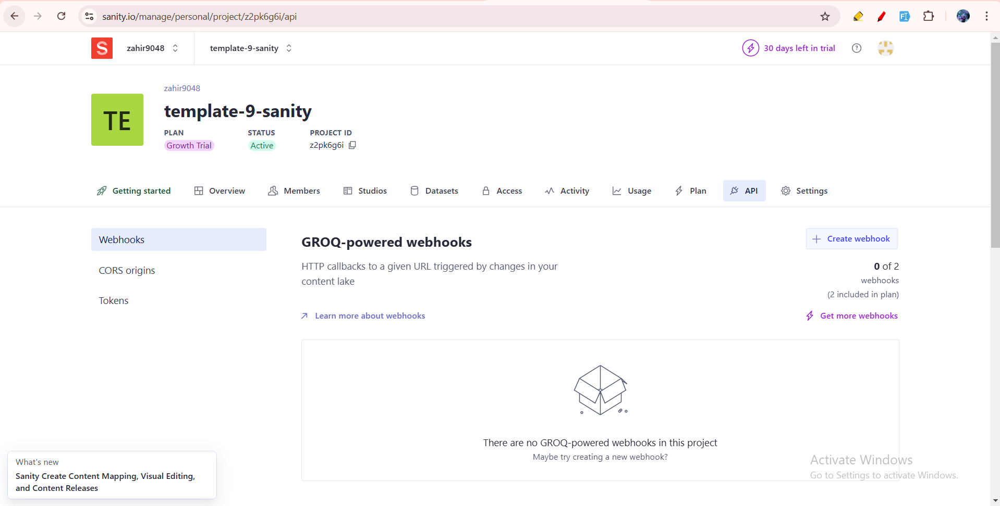 sanity.io/manage/personal/project/z2pk6g6i/api
S zahir9048 template-9-sanity 30 days left in trial ?
zahir9048
TE
template-9-sanity
PLAN STATUS PROJECT ID
Growth Trial Active z2pk6g6i
Getting started Overview Members Studios Datasets Access Activity Usage Plan API Settings
Webhooks
CORS origins
Tokens
GROQ-powered webhooks
Create webhook
HTTP callbacks to a given URL triggered by changes in your
content lake
0 of 2
webhooks
(2 included in plan)
Learn more about webhooks
Get more webhooks
There are no GROQ-powered webhooks in this project
Maybe try creating a new webhook?
What's new
Sanity Create Content Mapping, Visual Editing,
and Content Releases
Activate Windows
Go to Settings to activate Windows.